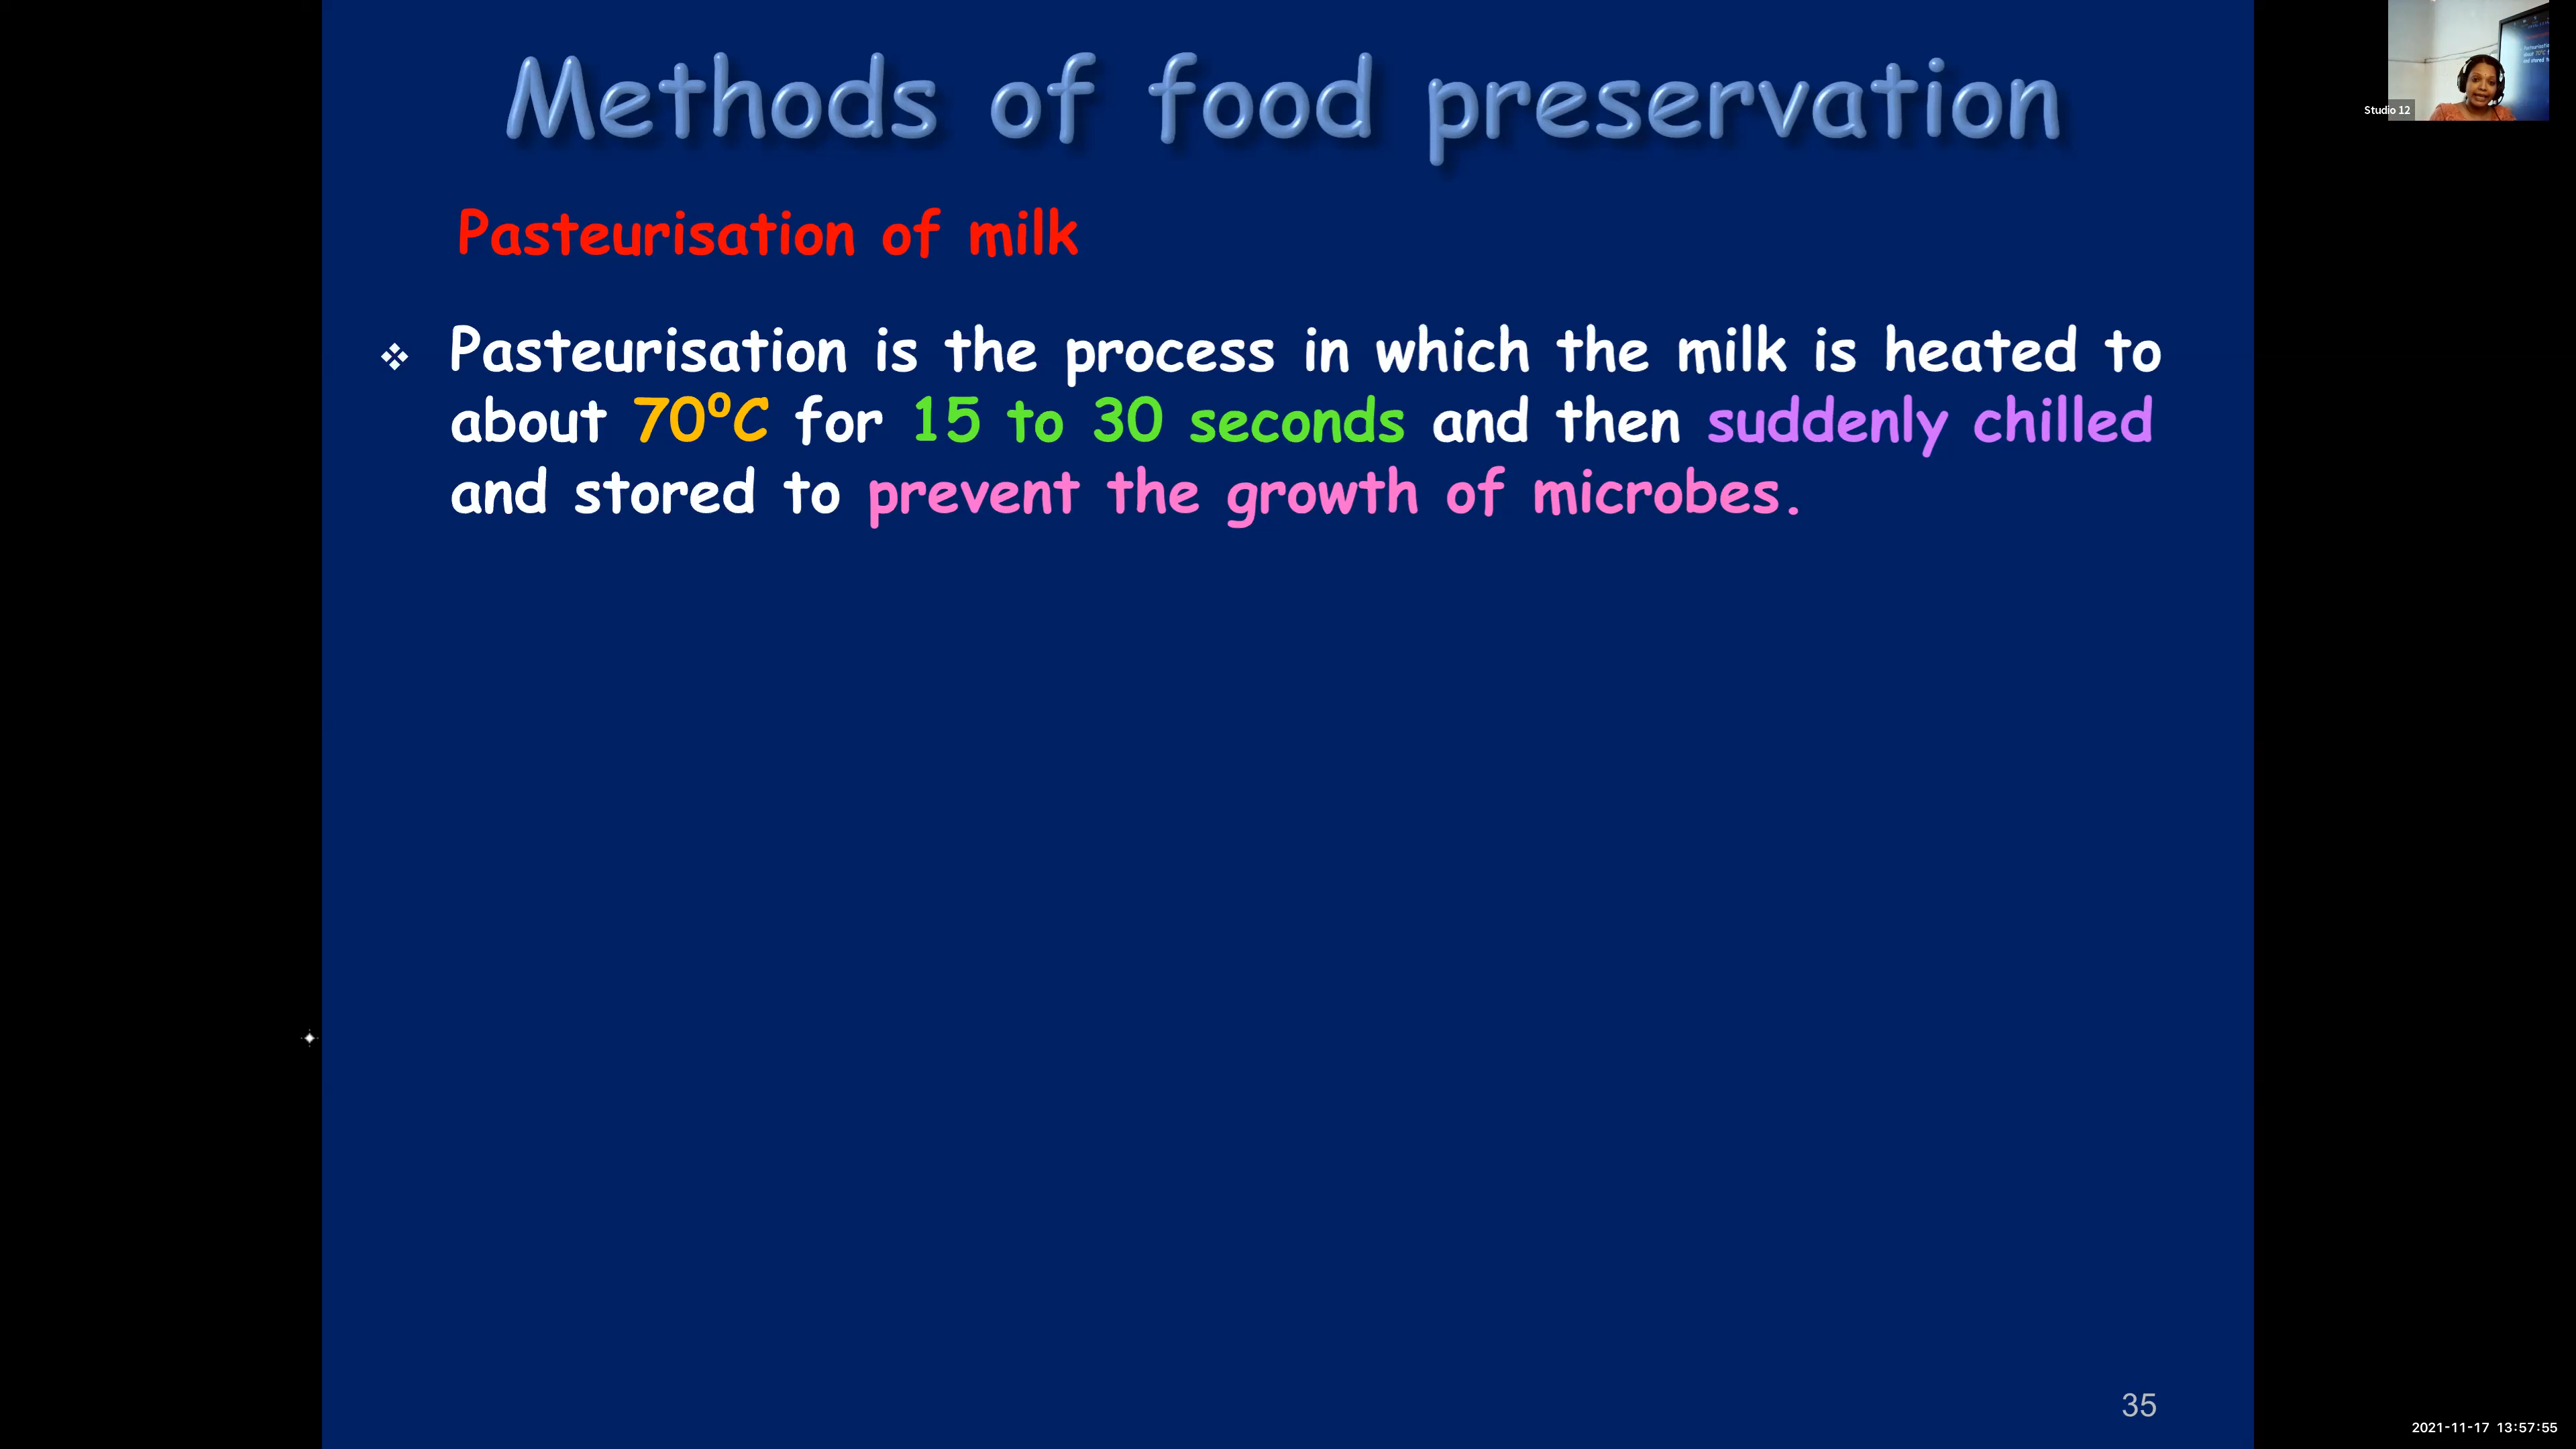 Methods of food preservation
Studio 12
Pasteurisation of milk
❖ Pasteurisation is the process in which the milk is heated to
about 70⁰C for 15 to 30 seconds and then suddenly chilled
and stored to prevent the growth of microbes.
35
2021-11-17 13:57:55